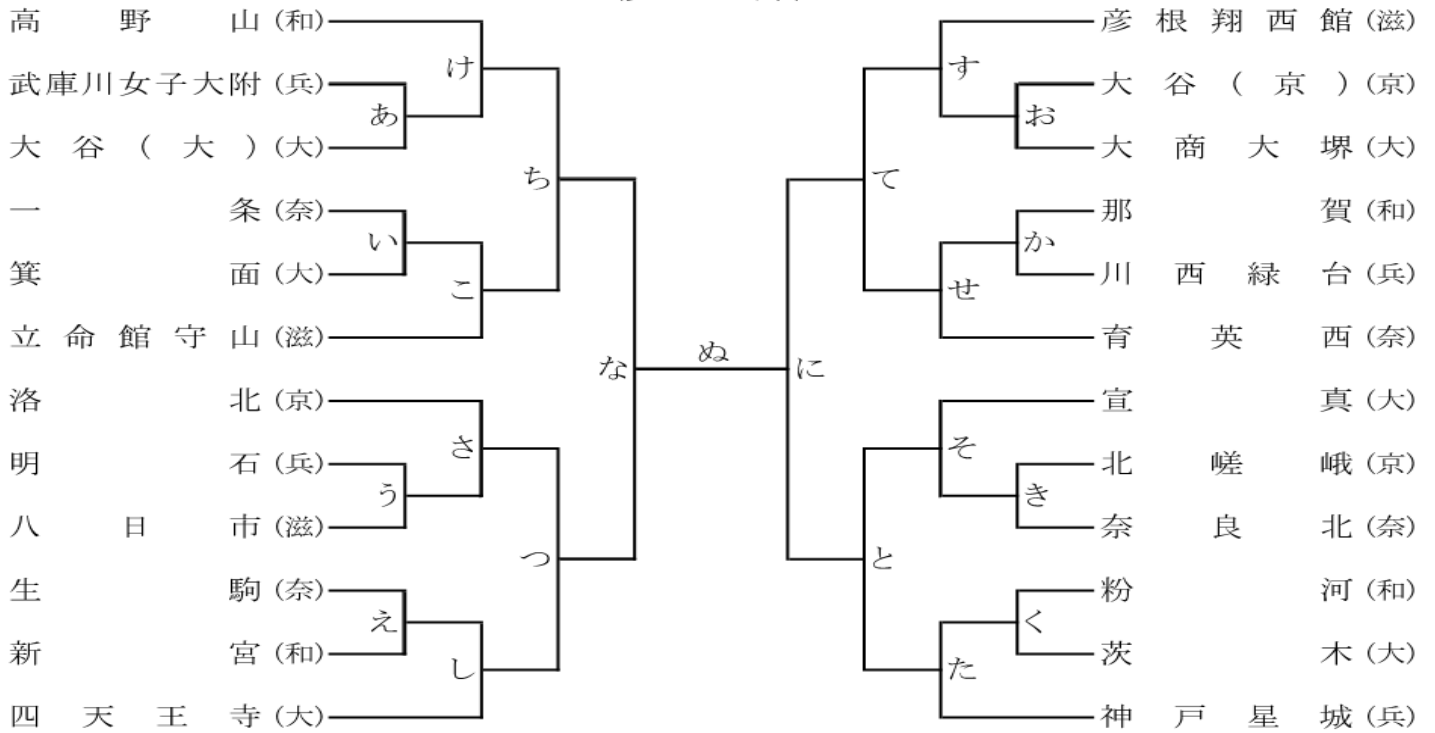 高野山(和)
武庫川女子大附(兵)
大谷(大)(大)
一条(奈)
箕面(大)
立命館守山(滋)
洛北(京)
明石(兵)
八日市(滋)
生駒(奈)
新宮(和)
四天王寺(大)
け
あ
い
こ
さ
う
え
し
ち
つ
な
ぬ
に
て
と
す
お
か
せ
そ
き
く
た
彦根翔西館(滋)
大谷(京)(京)
大商大堺(大)
那賀(和)
川西緑台(兵)
育英西(奈)
宣真(大)
北嵯峨(京)
奈良北(奈)
粉河(和)
茨木(大)
神戸星城(兵)